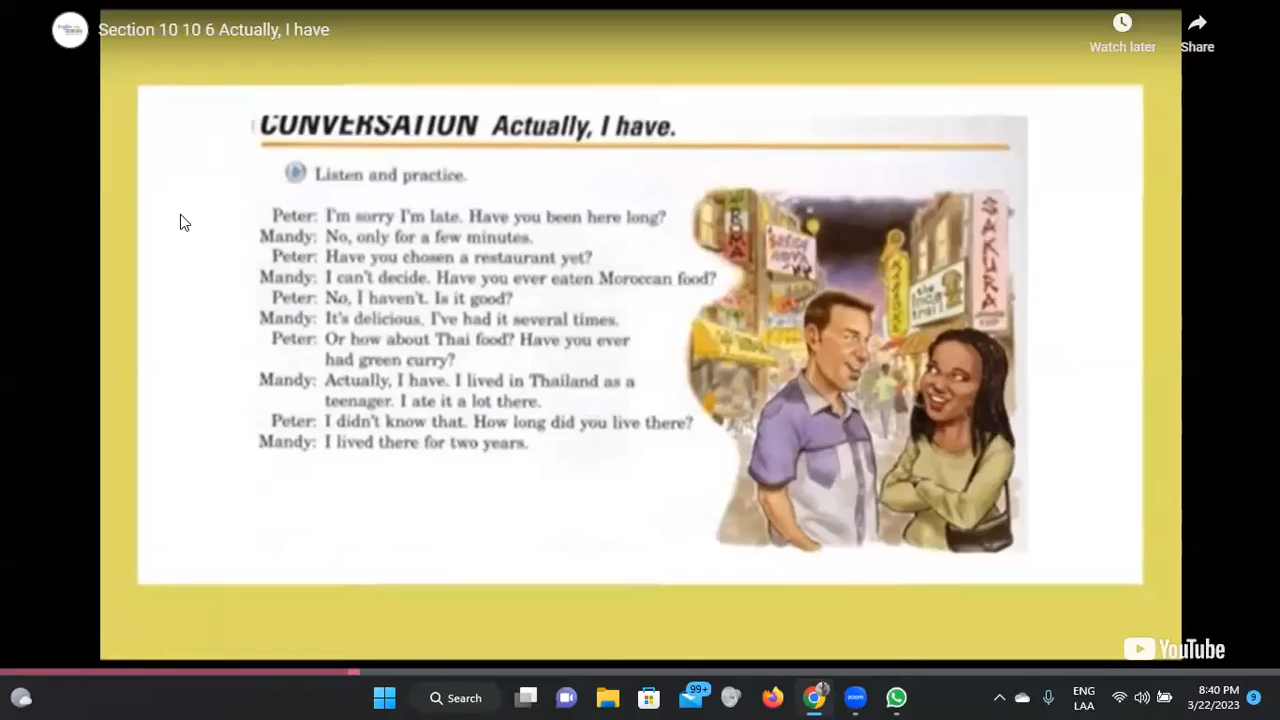 Section 10 10 6 Actually, I have
Watch later
Share
CONVERSATION Actually, I have.
Listen and practice.
Peter: I'm sorry I'm late. Have you been here long?
Mandy: No, only for a few minutes.
Peter: Have you chosen a restaurant yet?
Mandy: I can't decide. Have you ever eaten Moroccan food?
Peter: No, I haven't. Is it good?
Mandy: It's delicious. I've had it several times.
Peter: Or how about Thai food? Have you ever
had green curry?
Mandy: Actually, I have. I lived in Thailand as a
teenager. I ate it a lot there.
Peter: I didn't know that. How long did you live there?
Mandy: I lived there for two years.
ROMA
SAKURA
the
YouTube
Search
99+
ENG
LAA
8:40 PM
3/22/2023
9